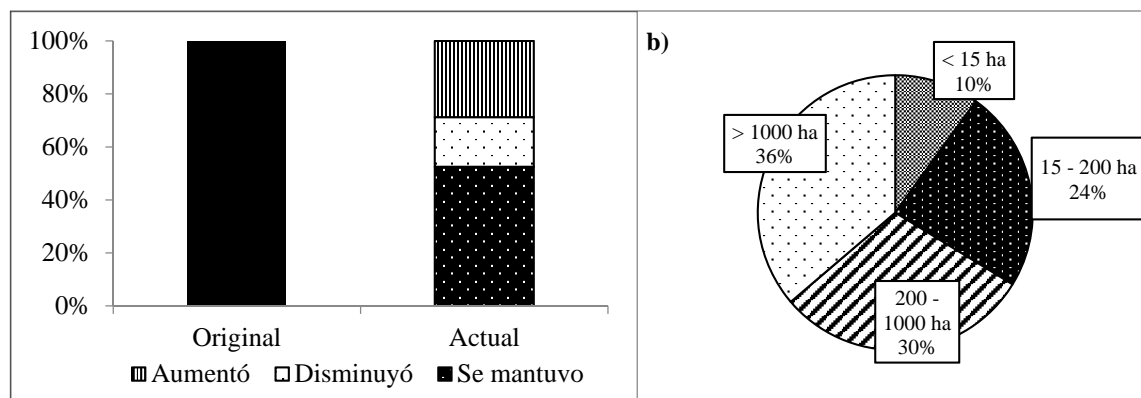 100%
80%
60%
40%
20%
0%
Original Actual
Aumentó Disminuyó Se mantuvo
b)
< 15 ha
10%
15 - 200 ha
24%
200 -
1000 ha
30%
> 1000 ha
36%